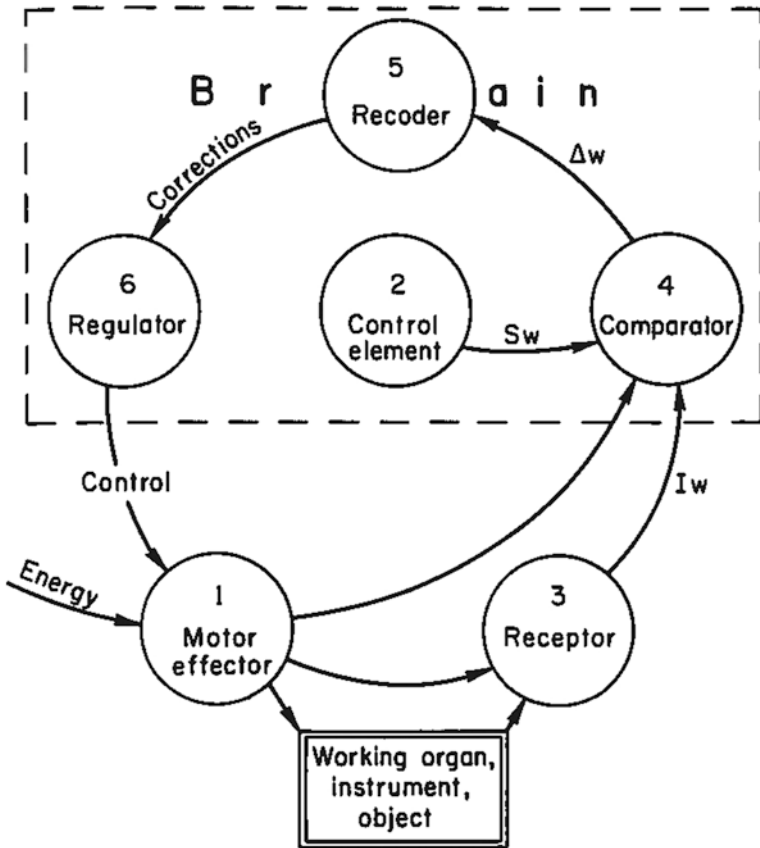 5
Brain
Recoder
Corrections
Δw
6
Regulator
2
Control
element
4
Comparator
Sw
Control
Iw
Energy
1
Motor
effector
3
Receptor
Working organ,
instrument,
object